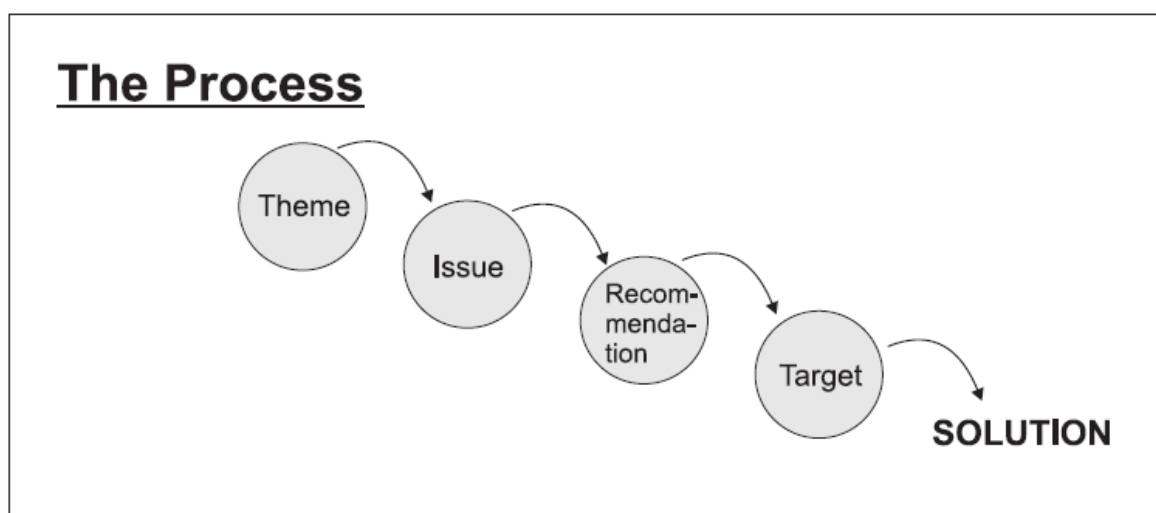 The Process
Theme
Issue
Recom-
menda-
tion
Target
SOLUTION